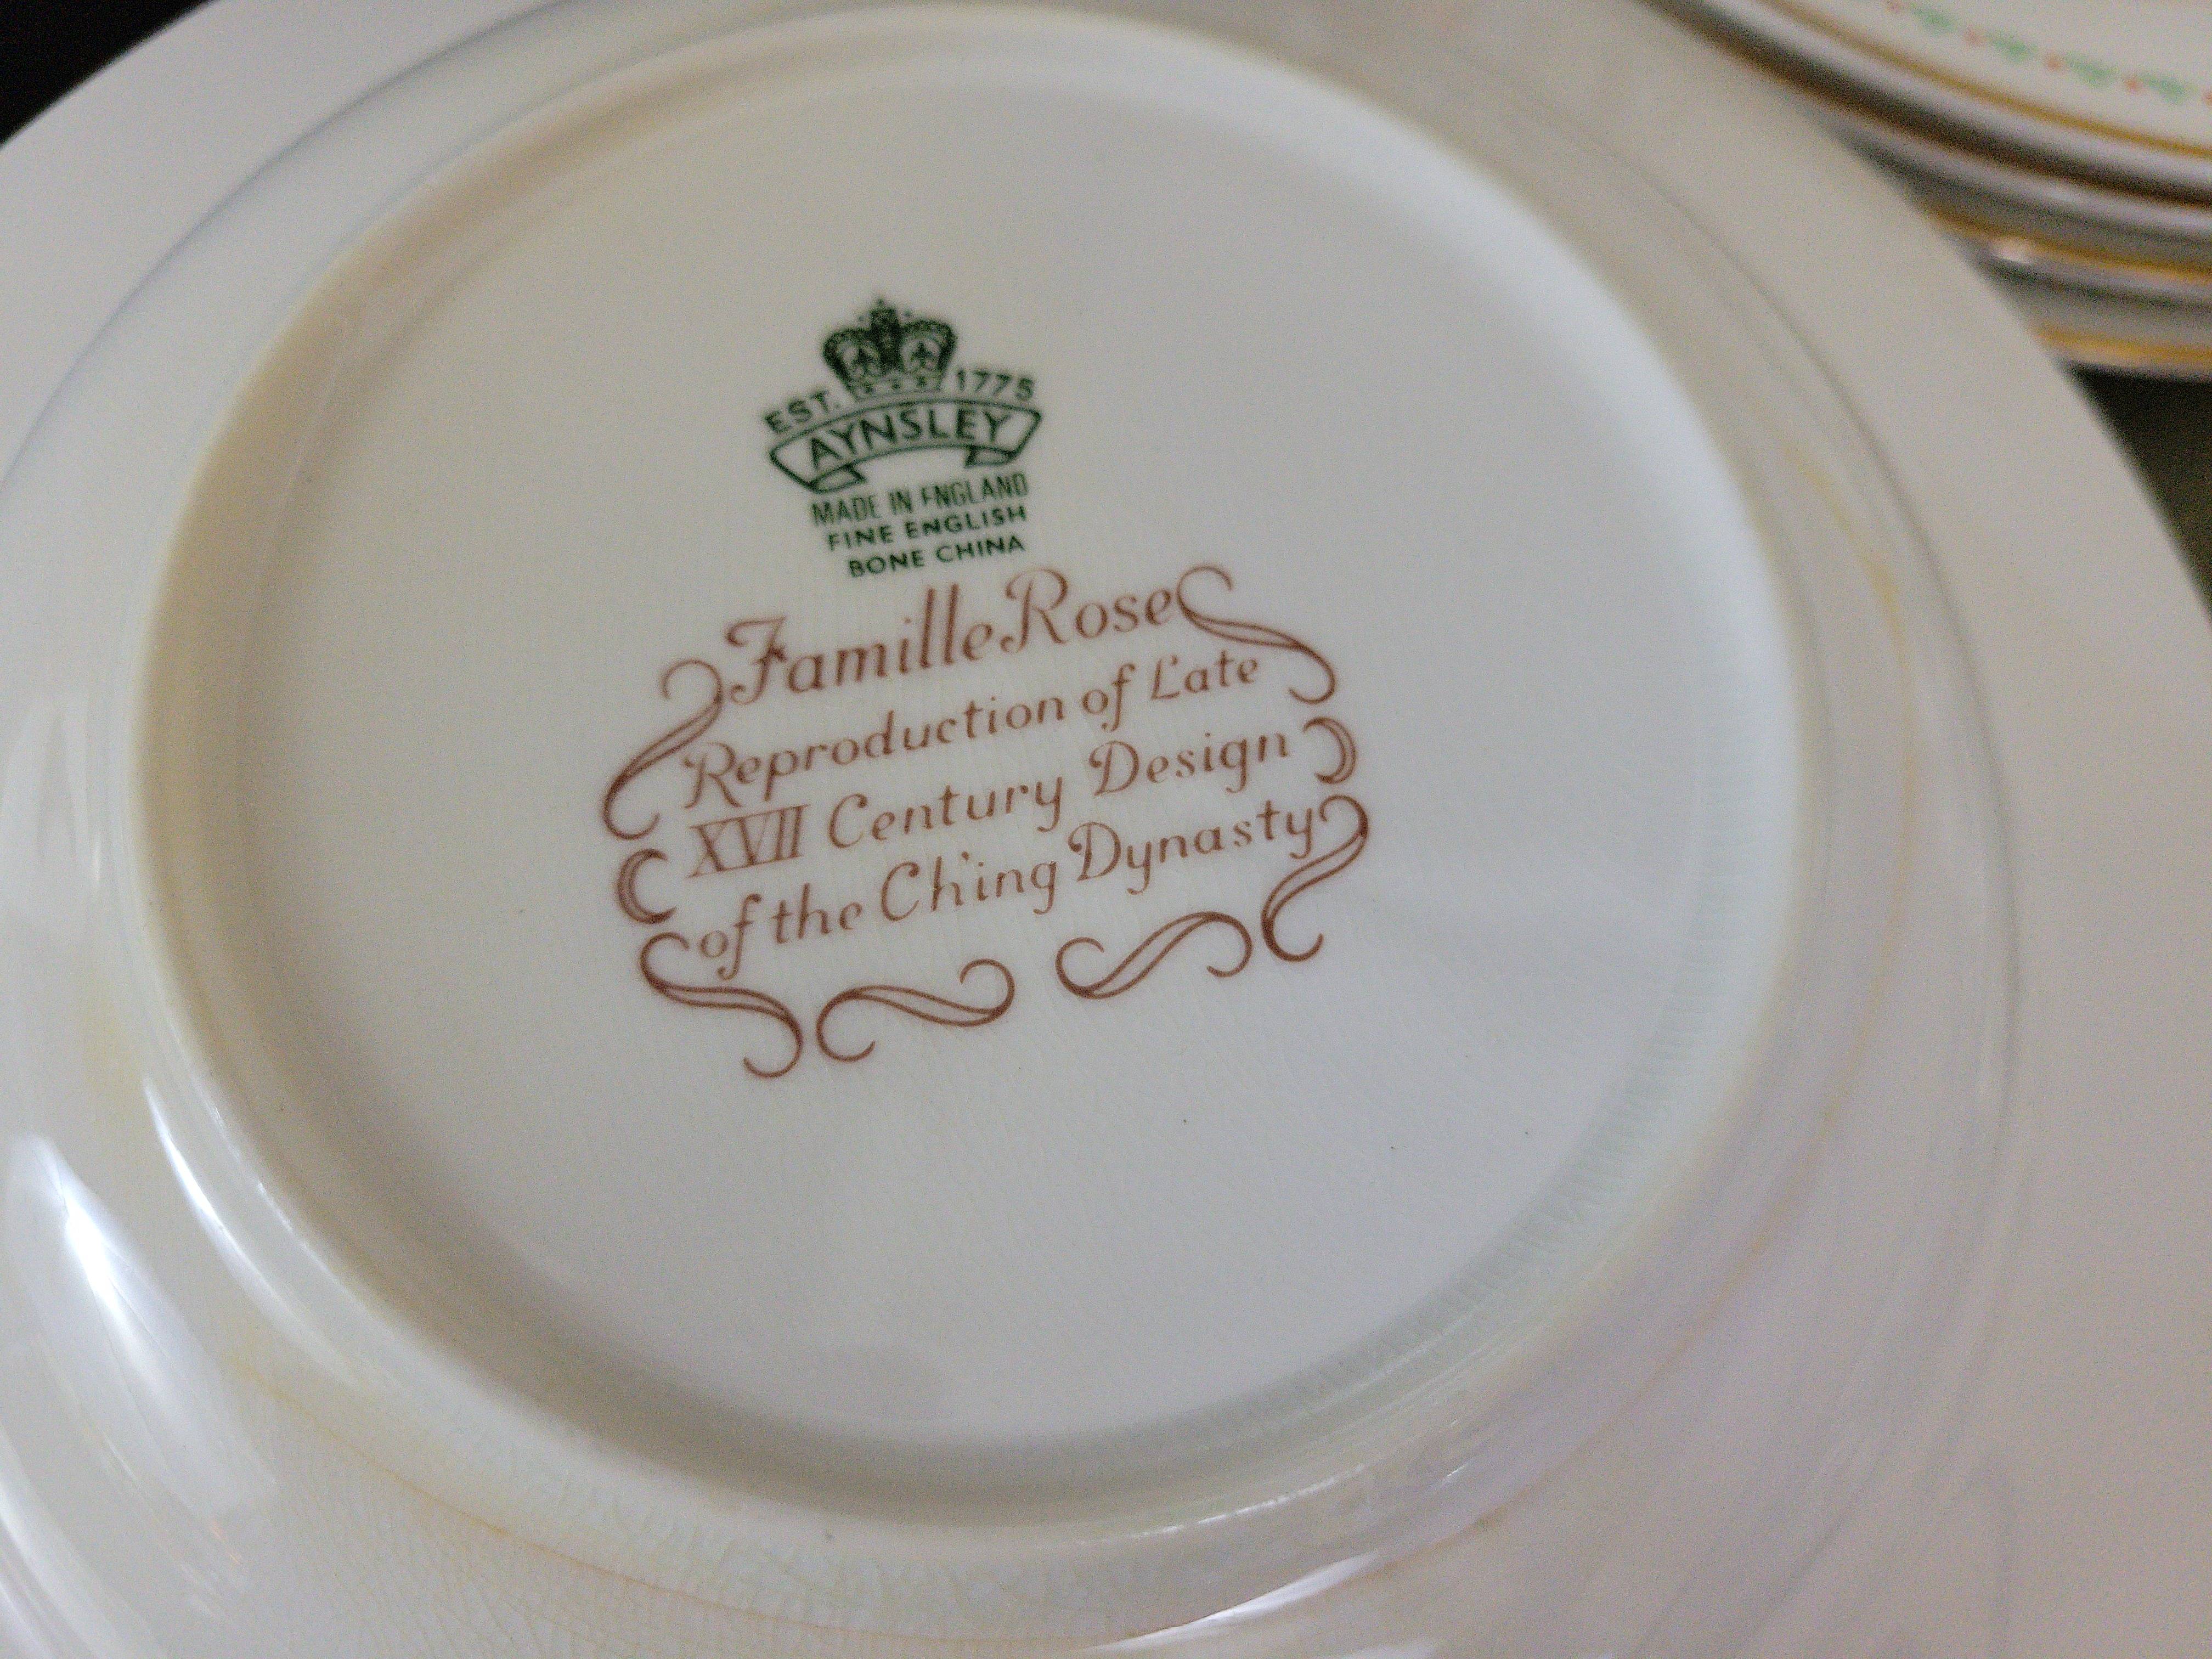 EST. 1775
AYNSLEY
MADE IN ENGLAND
FINE ENGLISH
BONE CHINA
Famille Rose
Reproduction of Late
XVII Century Design
of the Ch'ing Dynasty